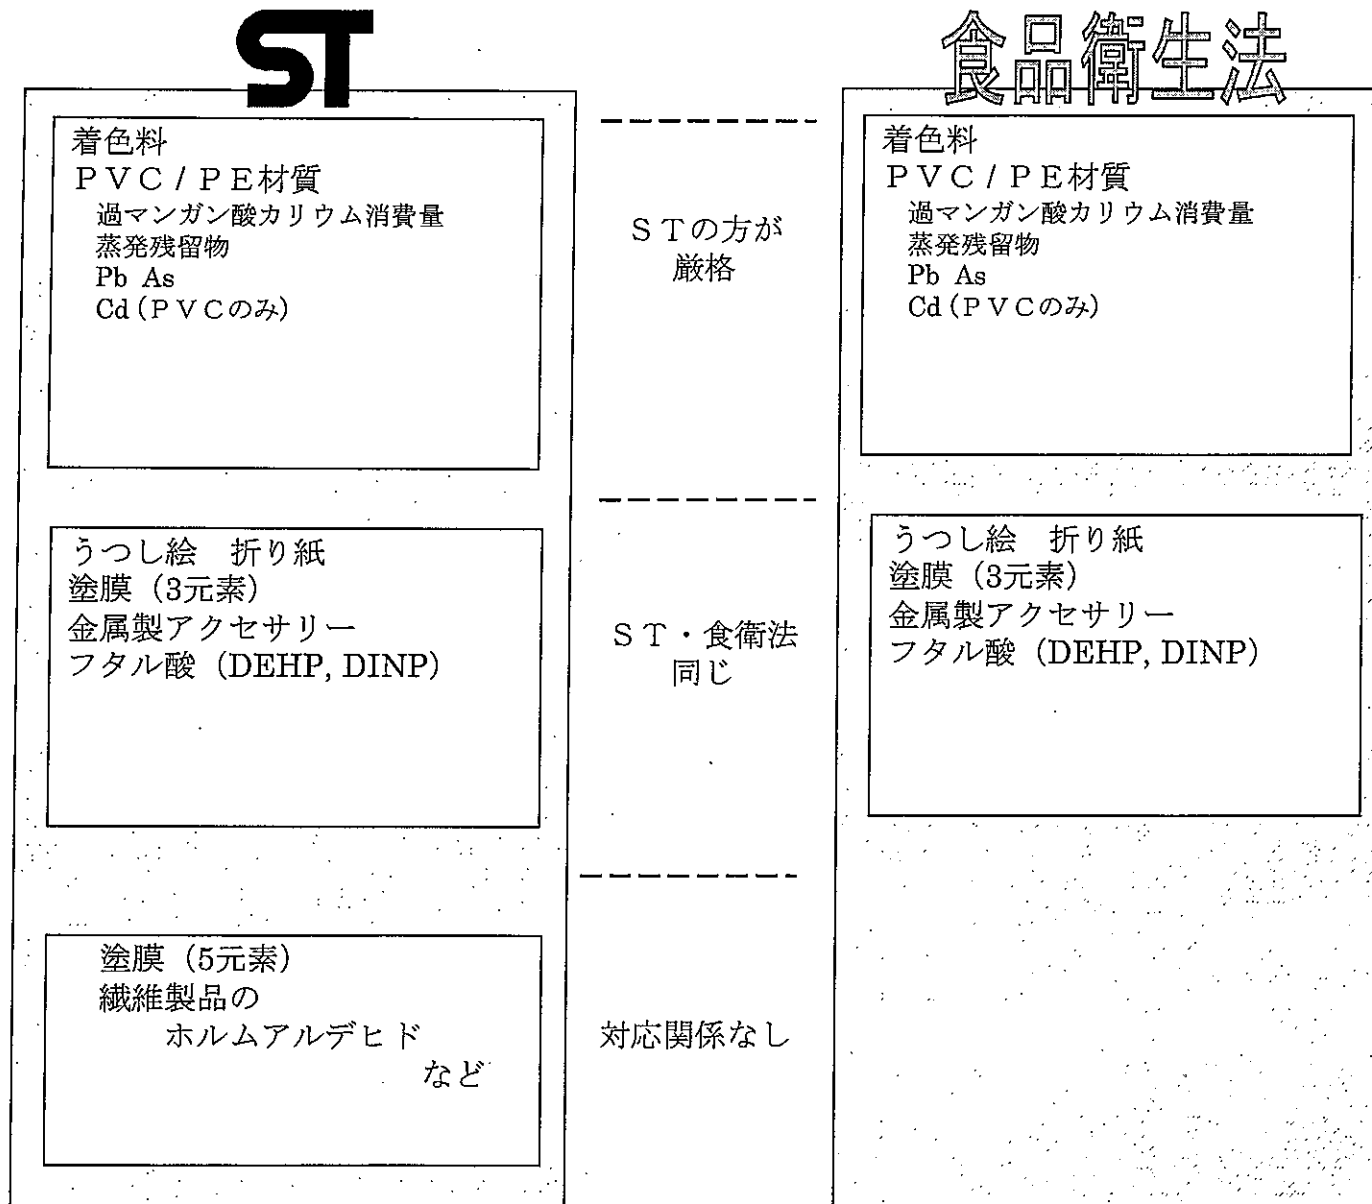 ST
着色料
ＰＶＣ/ＰＥ材質
過マンガン酸カリウム消費量
蒸発残留物
Pb As
Cd(ＰＶＣのみ)
うつし絵　折り紙
塗膜（3元素）
金属製アクセサリー
フタル酸（DEHP, DINP）
塗膜（5元素）
繊維製品の
ホルムアルデヒド
など
ＳＴの方が
厳格
ＳＴ・食衛法
同じ
対応関係なし
食品衛生法
着色料
ＰＶＣ/ＰＥ材質
過マンガン酸カリウム消費量
蒸発残留物
Pb As
Cd(ＰＶＣのみ)
うつし絵　折り紙
塗膜（3元素）
金属製アクセサリー
フタル酸（DEHP, DINP）